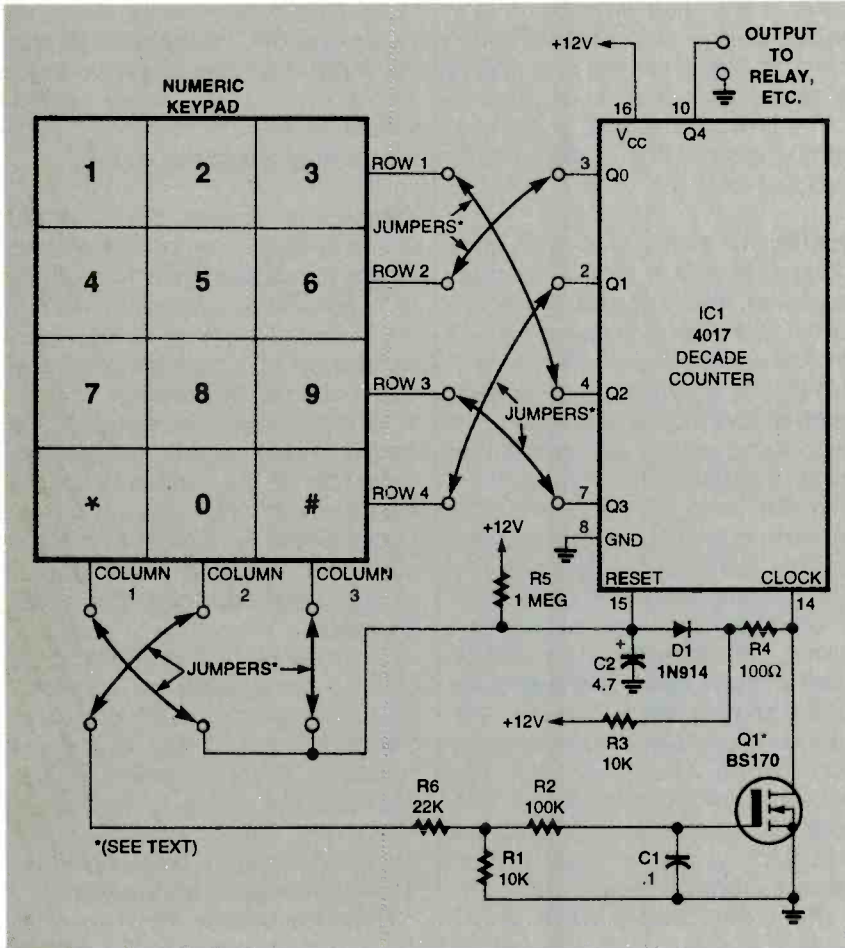 OUTPUT
TO
RELAY,
ETC.
+12V
NUMERIC
KEYPAD
16
10
VCC
Q4
1
2
3
ROW 1
3
Q0
JUMPERS*
4
5
6
ROW 2
2
Q1
IC1
4017
DECADE
COUNTER
7
8
9
ROW 3
4
Q2
JUMPERS*
*
0
#
ROW 4
7
Q3
+12V
8
GND
COLUMN
1
COLUMN
2
COLUMN
3
R5
1 MEG
RESET
CLOCK
15
14
JUMPERS*
+
C2
4.7
D1
1N914
R4
100Ω
+12V
R3
10K
Q1*
BS170
R6
22K
R2
100K
*(SEE TEXT)
R1
10K
C1
.1